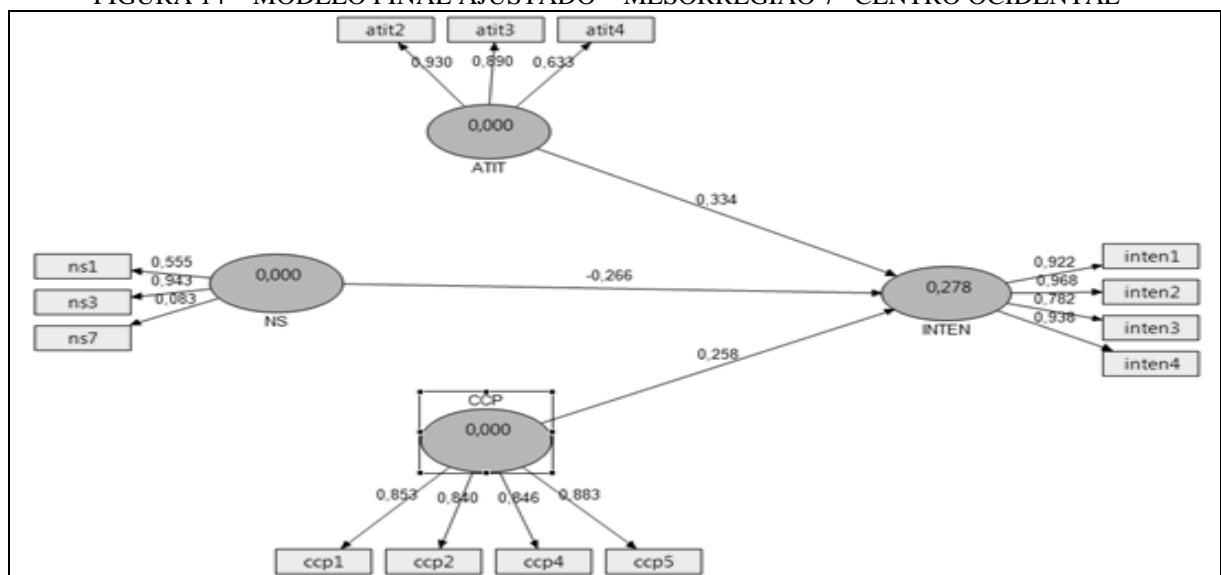 MODELO FINAL AJUSTADO
MESORREGIÃO 7
CENTRO OCIDENTAL
atit2 atit3 atit4
0,930 0,890 0,633
0,000
ATIT
0,334
ns1 0,555
ns3 0,943
ns7 0,083
0,000
NS
-0,266
0,278
INTEN
0,922 inten1
0,968 inten2
0,782 inten3
0,938 inten4
0,258
CCP
0,000
0,853 0,840 0,846 0,883
ccp1 ccp2 ccp4 ccp5